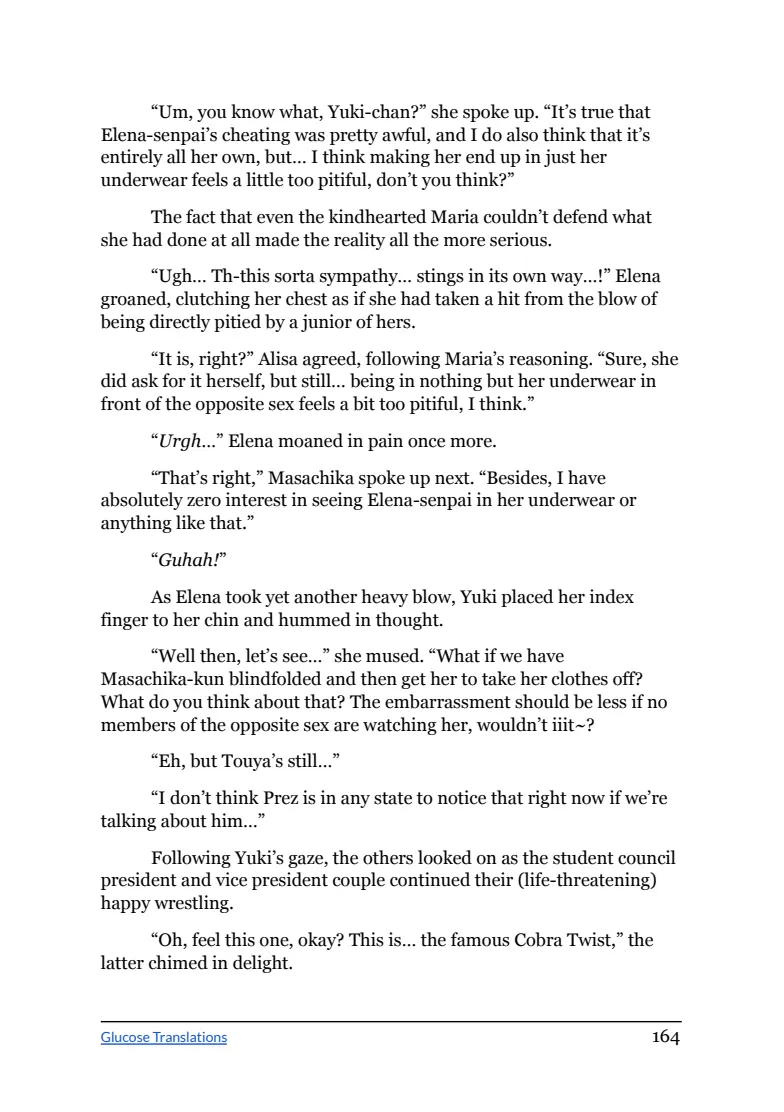 “Um, you know what, Yuki-chan?” she spoke up. “It’s true that
Elena-senpai’s cheating was pretty awful, and I do also think that it’s
entirely all her own, but… I think making her end up in just her
underwear feels a little too pitiful, don’t you think?”
The fact that even the kindhearted Maria couldn’t defend what
she had done at all made the reality all the more serious.
“Ugh… Th-this sorta sympathy… stings in its own way…!” Elena
groaned, clutching her chest as if she had taken a hit from the blow of
being directly pitied by a junior of hers.
“It is, right?” Alisa agreed, following Maria’s reasoning. “Sure, she
did ask for it herself, but still… being in nothing but her underwear in
front of the opposite sex feels a bit too pitiful, I think.”
“Urgh…” Elena moaned in pain once more.
“That’s right,” Masachika spoke up next. “Besides, I have
absolutely zero interest in seeing Elena-senpai in her underwear or
anything like that.”
“Guhah!”
As Elena took yet another heavy blow, Yuki placed her index
finger to her chin and hummed in thought.
“Well then, let’s see…” she mused. “What if we have
Masachika-kun blindfolded and then get her to take her clothes off?
What do you think about that? The embarrassment should be less if no
members of the opposite sex are watching her, wouldn’t iiit~?
“Eh, but Touya’s still…”
“I don’t think Prez is in any state to notice that right now if we’re
talking about him…”
Following Yuki’s gaze, the others looked on as the student council
president and vice president couple continued their (life-threatening)
happy wrestling.
“Oh, feel this one, okay? This is… the famous Cobra Twist,” the
latter chimed in delight.
Glucose Translations 164